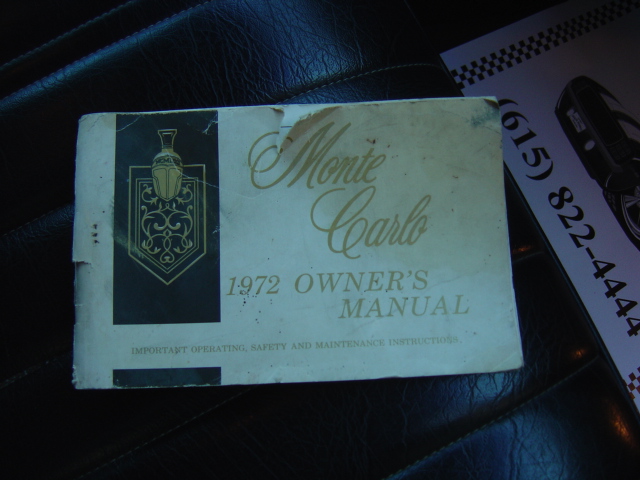 Monte
Carlo
1972 OWNER'S
MANUAL
IMPORTANT OPERATING, SAFETY AND MAINTENANCE INSTRUCTIONS.
(615) 822-4444